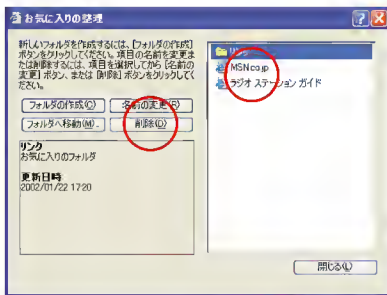 お気に入りの整理
新しいフォルダを作成するには、[フォルダの作成]
ボタンをクリックしてください。項目の名前を変更ま
たは削除するには、項目を選択してから [名前の
変更] ボタン、または [削除] ボタンをクリックしてく
ださい。
フォルダの作成(C)
名前の変更(R)
フォルダへ移動(M)...
削除(D)
リンク
お気に入りのフォルダ
更新日時
2002/01/22 17:20
リンク
MSN.co.jp
ラジオ ステーション ガイド
閉じる(L)